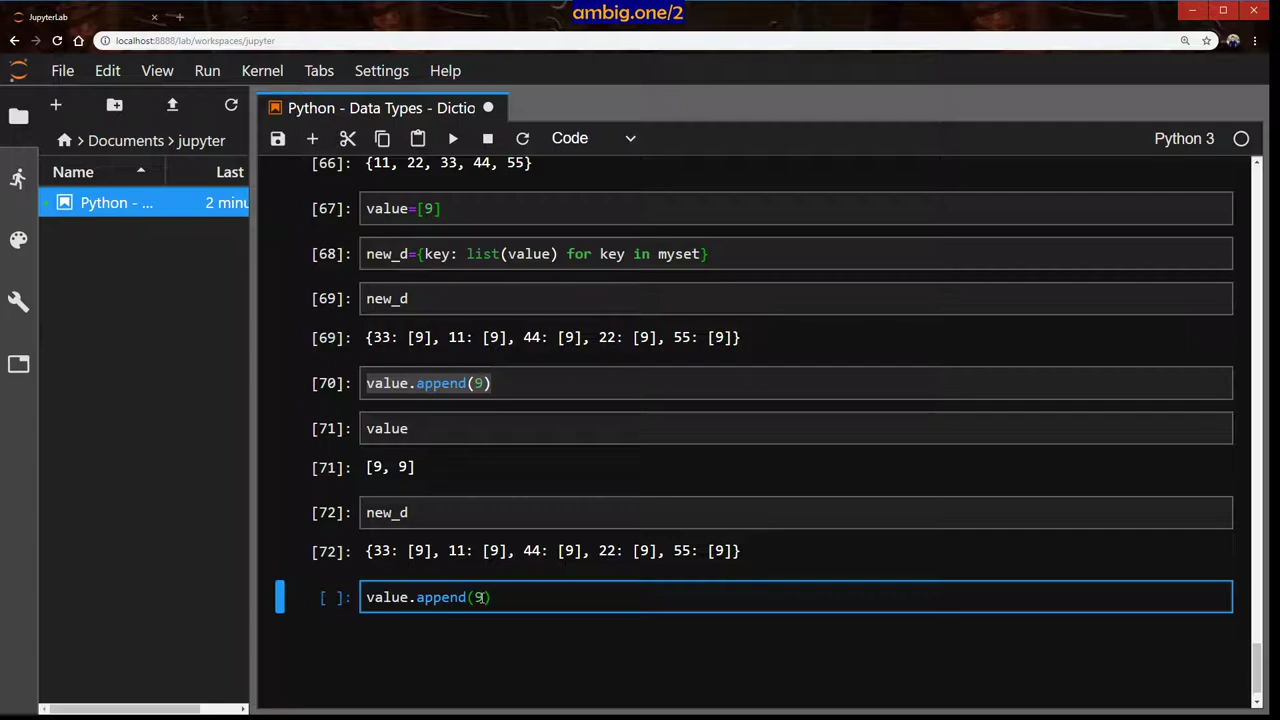 ambig.one/2
JupyterLab
localhost:8888/lab/workspaces/jupyter
File Edit View Run Kernel Tabs Settings Help
Python - Data Types - Dictio
Documents jupyter
Code
Python 3
Name
Last
Python - ...
2 minu
[66]: {11, 22, 33, 44, 55}
[67]: value=[9]
[68]: new_d={key: list(value) for key in myset}
[69]: new_d
[69]: {33: [9], 11: [9], 44: [9], 22: [9], 55: [9]}
[70]: value.append(9)
[71]: value
[71]: [9, 9]
[72]: new_d
[72]: {33: [9], 11: [9], 44: [9], 22: [9], 55: [9]}
[ ]: value.append(9)